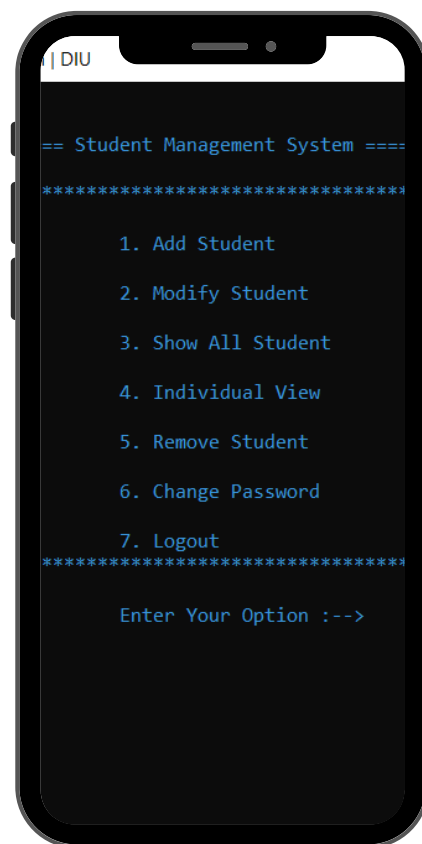 | DIU
== Student Management System ====
*********************************
1. Add Student
2. Modify Student
3. Show All Student
4. Individual View
5. Remove Student
6. Change Password
7. Logout
*********************************
Enter Your Option :-->